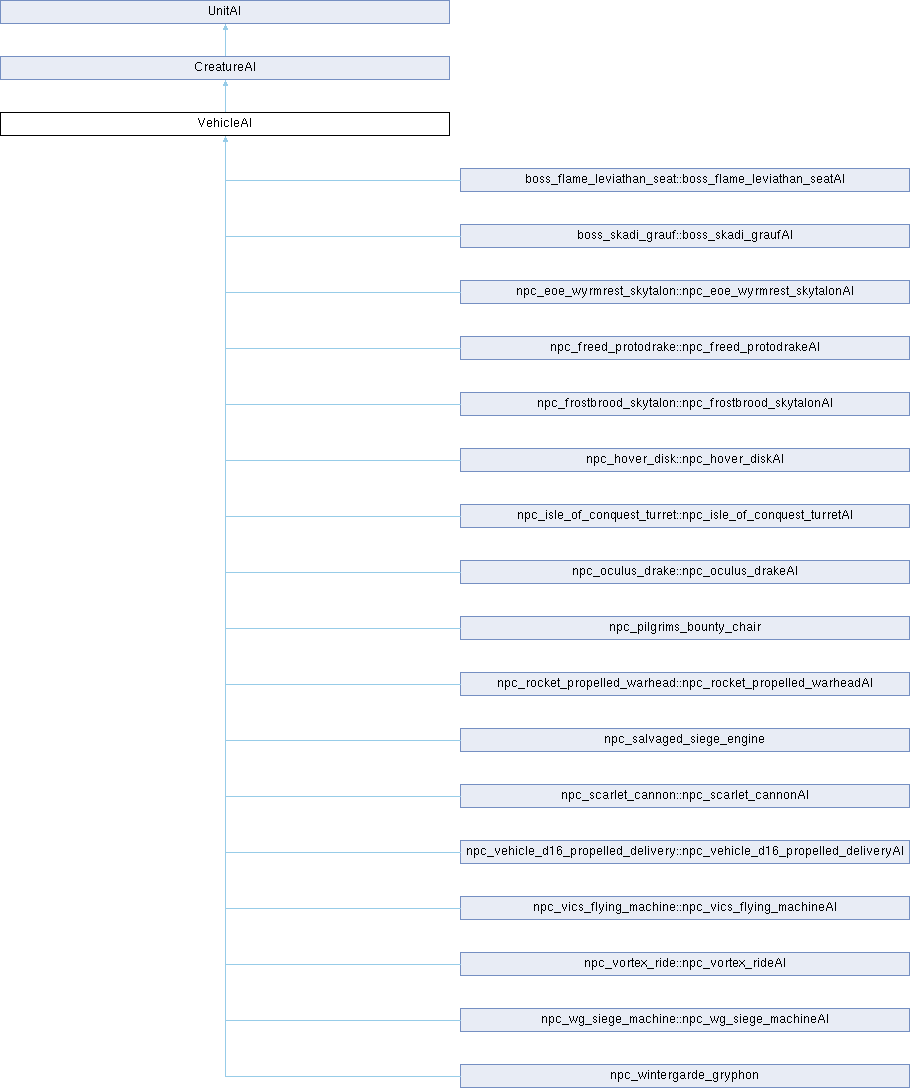 UnitAI
CreatureAI
VehicleAI
boss_flame_leviathan_seat::boss_flame_leviathan_seatAI
boss_skadi_grauf::boss_skadi_graufAI
npc_eoe_wyrmrest_skytalon::npc_eoe_wyrmrest_skytalonAI
npc_freed_protodrake::npc_freed_protodrakeAI
npc_frostbrood_skytalon::npc_frostbrood_skytalonAI
npc_hover_disk::npc_hover_diskAI
npc_isle_of_conquest_turret::npc_isle_of_conquest_turretAI
npc_oculus_drake::npc_oculus_drakeAI
npc_pilgrims_bounty_chair
npc_rocket_propelled_warhead::npc_rocket_propelled_warheadAI
npc_salvaged_siege_engine
npc_scarlet_cannon::npc_scarlet_cannonAI
npc_vehicle_d16_propelled_delivery::npc_vehicle_d16_propelled_deliveryAI
npc_vics_flying_machine::npc_vics_flying_machineAI
npc_vortex_ride::npc_vortex_rideAI
npc_wg_siege_machine::npc_wg_siege_machineAI
npc_wintergarde_gryphon